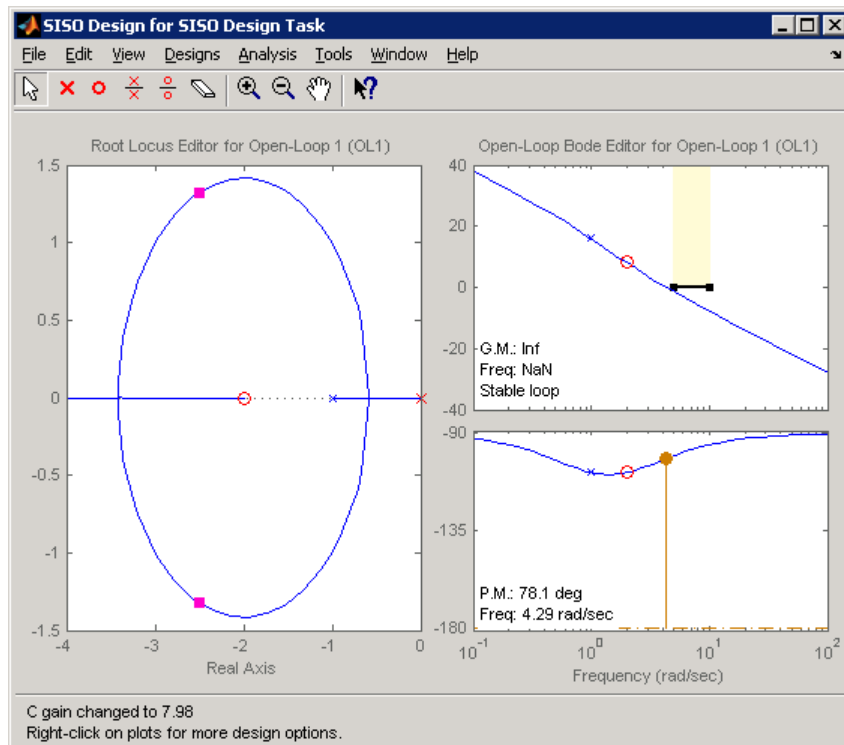 SISO Design for SISO Design Task
File Edit View Designs Analysis Tools Window Help
Root Locus Editor for Open-Loop 1 (OL1)
1.5
1
0.5
0
-0.5
-1
-1.5
-4 -3 -2 -1 0
Real Axis
Open-Loop Bode Editor for Open-Loop 1 (OL1)
40
20
0
-20
-40
G.M.: Inf
Freq: NaN
Stable loop
-90
-135
-180
P.M.: 78.1 deg
Freq: 4.29 rad/sec
10^-1 10^0 10^1 10^2
Frequency (rad/sec)
C gain changed to 7.98
Right-click on plots for more design options.